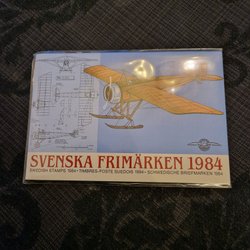 SVENSKA FRIMÄRKEN 1984
SWEDISH STAMPS 1984 • TIMBRES-POSTE SUEDOIS 1984 • SCHWEDISCHE BRIEFMARKEN 1984